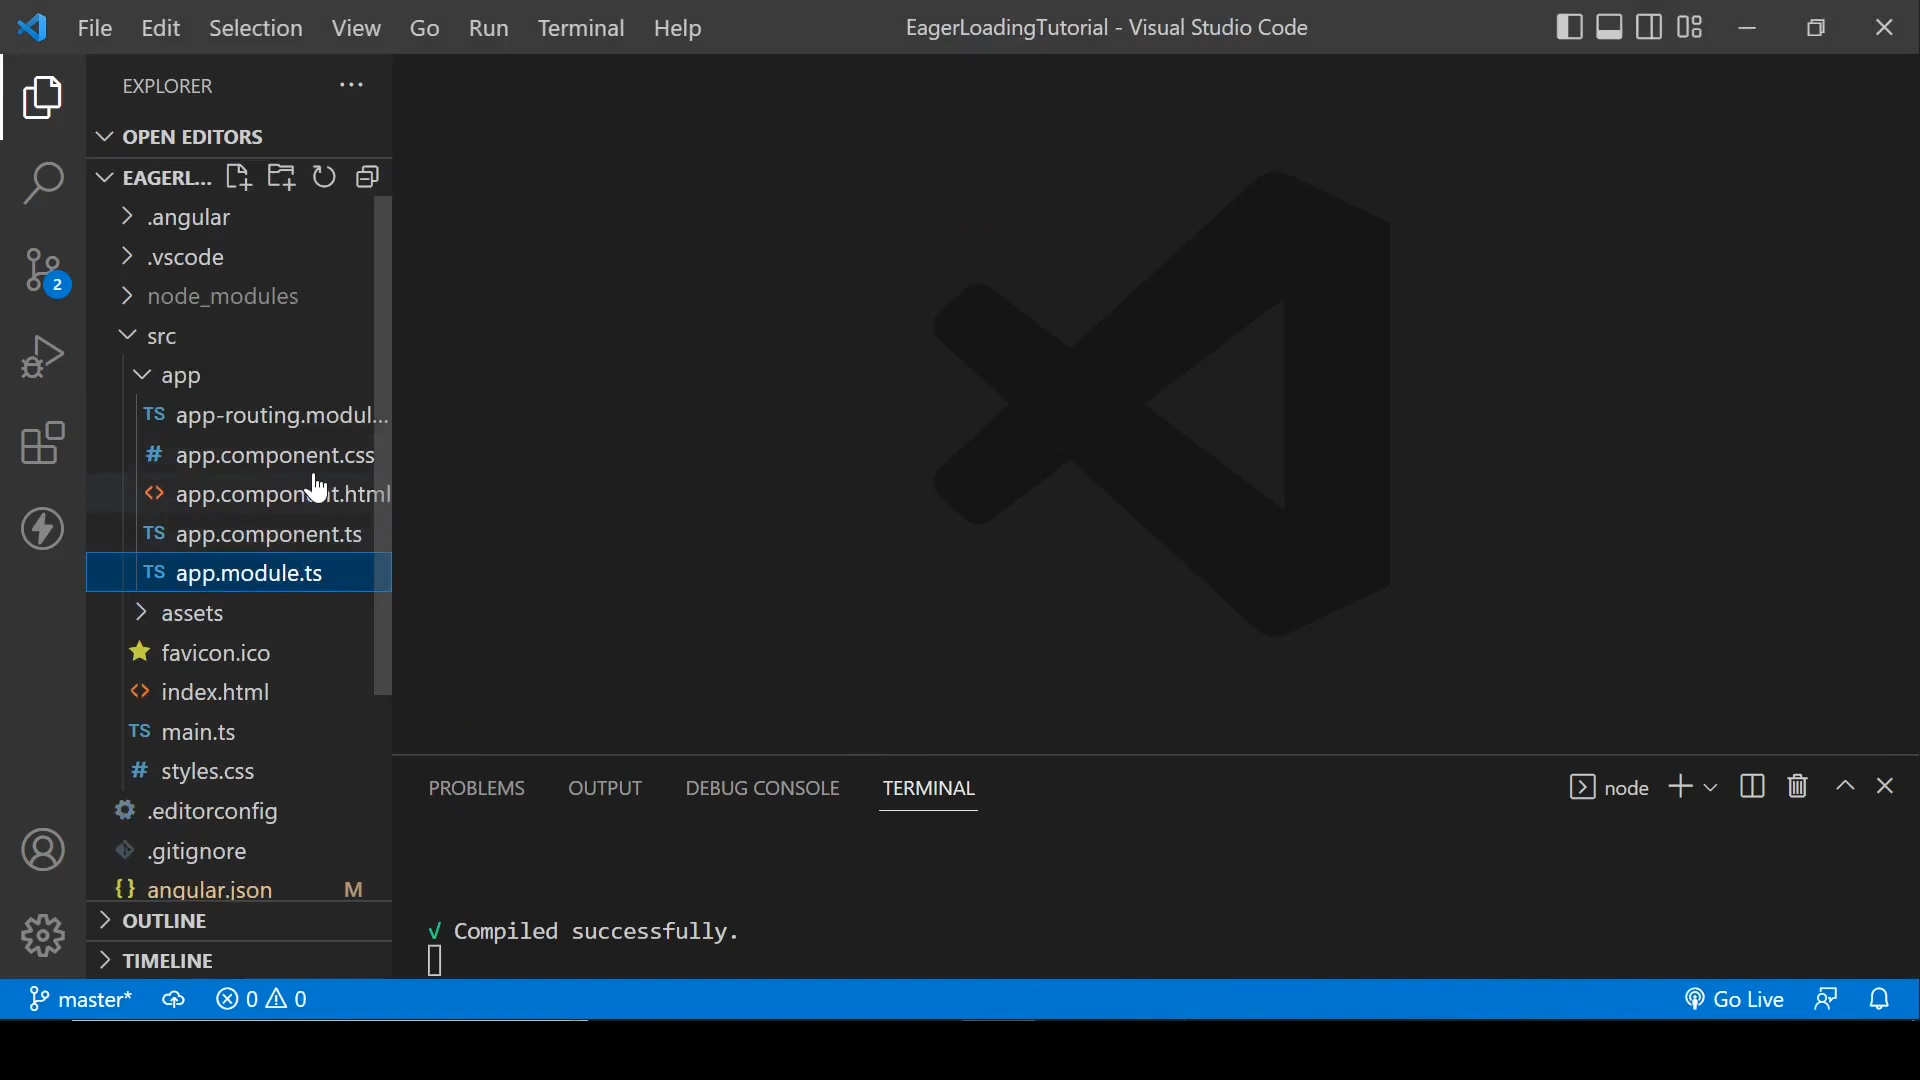 File Edit Selection View Go Run Terminal Help
EagerLoadingTutorial - Visual Studio Code
EXPLORER
OPEN EDITORS
EAGERL...
.angular
.vscode
node_modules
src
app
TS app-routing.modul...
# app.component.css
<> app.component.html
TS app.component.ts
TS app.module.ts
assets
favicon.ico
<> index.html
TS main.ts
# styles.css
.editorconfig
.gitignore
{} angular.json M
OUTLINE
TIMELINE
2
PROBLEMS OUTPUT DEBUG CONSOLE TERMINAL
node
√ Compiled successfully.
master* 0 0
Go Live